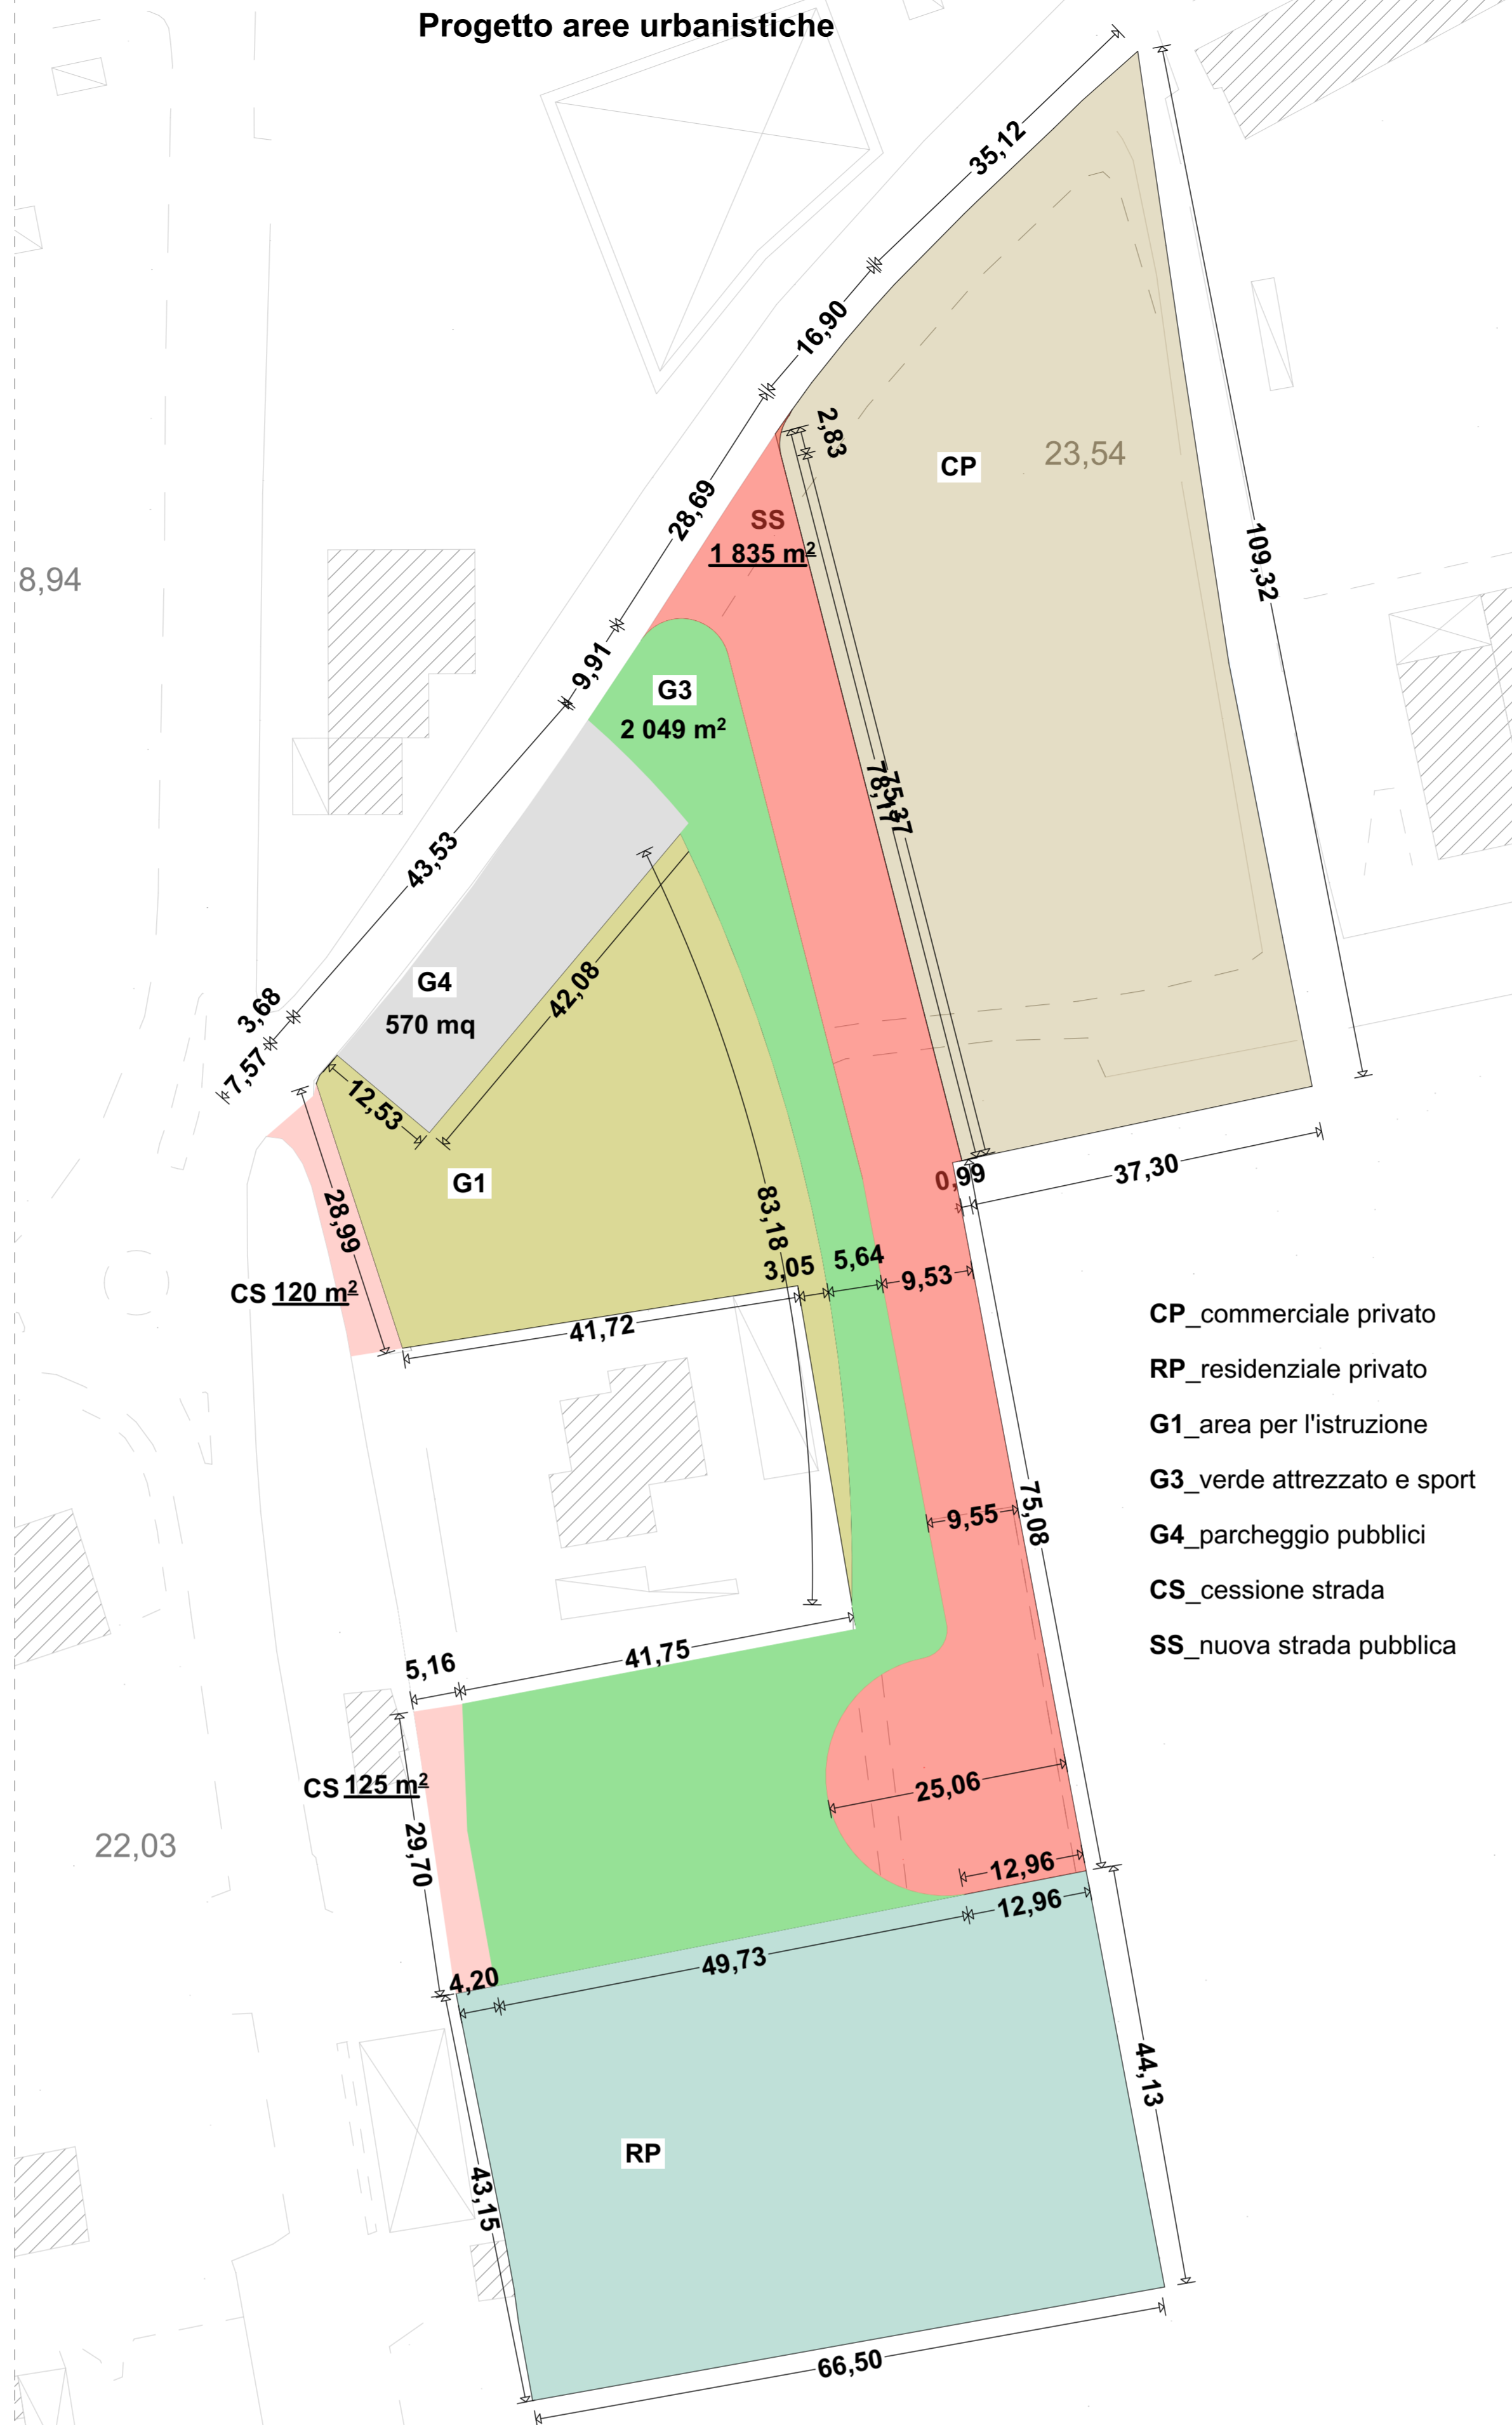 Progetto aree urbanistiche
35,12
16,90
2,83
CP
23,54
28,69
SS
1 835 m²
109,32
8,94
9,91
G3
2 049 m²
78,17
75,37
43,53
G4
570 mq
42,08
3,68
7,57
12,53
G1
28,99
83,18
0,99
37,30
3,05
5,64
9,53
CS 120 m²
41,72
CP_commerciale privato
RP_residenziale privato
G1_area per l'istruzione
G3_verde attrezzato e sport
G4_parcheggio pubblici
CS_cessione strada
SS_nuova strada pubblica
9,55
75,08
5,16
41,75
CS 125 m²
25,06
22,03
29,70
12,96
12,96
49,73
4,20
44,13
RP
43,15
66,50